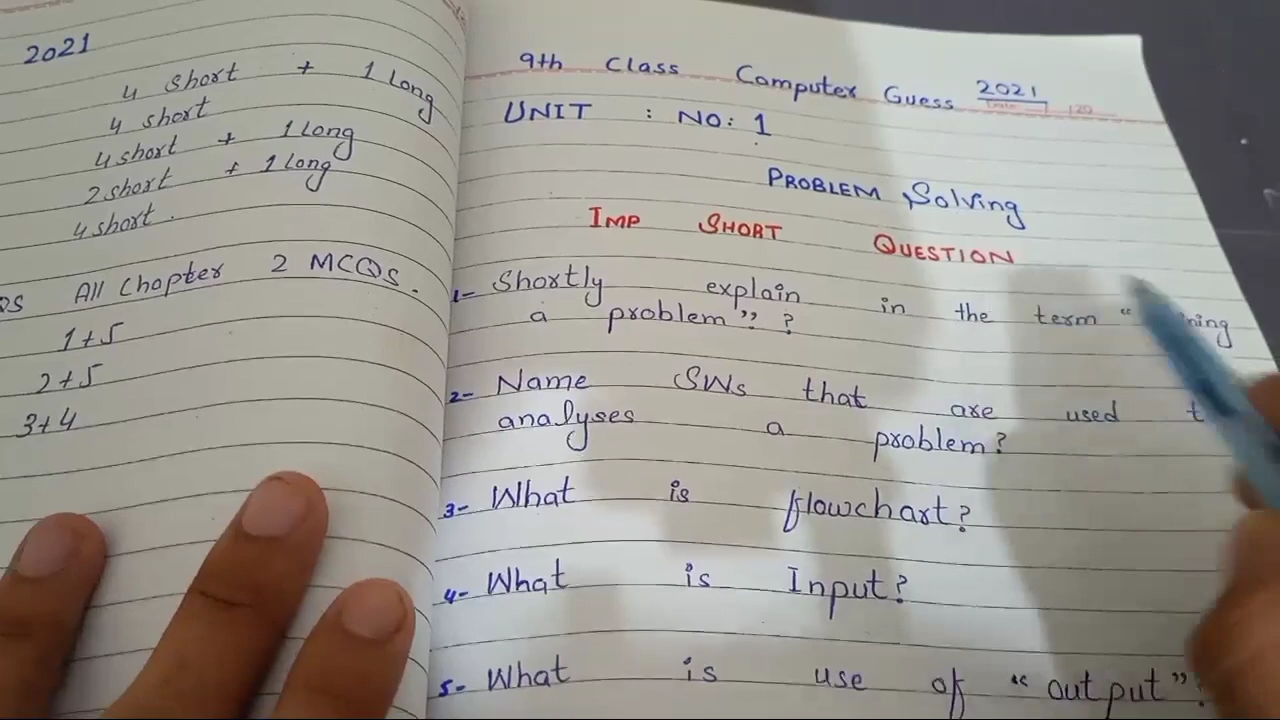 2021
4 short + 1 Long
4 short
4 short + 1 Long
2 short + 1 Long
4 short.
All Chapter 2 MCQS.
1+5
2+5
3+4
9th Class Computer Guess 2021
UNIT : NO: 1
PROBLEM Solving
IMP SHORT QUESTION
1- Shortly explain in the term "
a problem"?
2- Name SWs that are used
analyses a problem?
3- What is flowchart?
4- What is Input?
5- What is use of "output"?